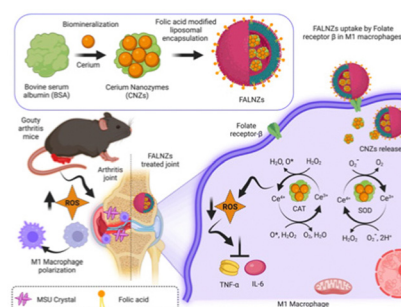 Biomineralization
Cerium
Bovine serum
albumin (BSA)
Cerium Nanozymes
(CNZs)
Folic acid modified
liposomal
encapsulation
FALNZs
FALNZs uptake by Folate
receptor β in M1 macrophages
Folate
receptor-β
CNZs release
Gouty
arthritis
mice
FALNZs
treated joint
Arthritis
joint
ROS
M1 Macrophage
polarization
ROS
H₂O, O*
H₂O₂
Ce⁴⁺
Ce³⁺
CAT
O*, H₂O₂
O₂, H₂O
O₂⁻
O₂
Ce⁴⁺
Ce³⁺
SOD
H₂O₂
O₂⁻, 2H⁺
TNF-α
IL-6
MSU Crystal
Folic acid
M1 Macrophage